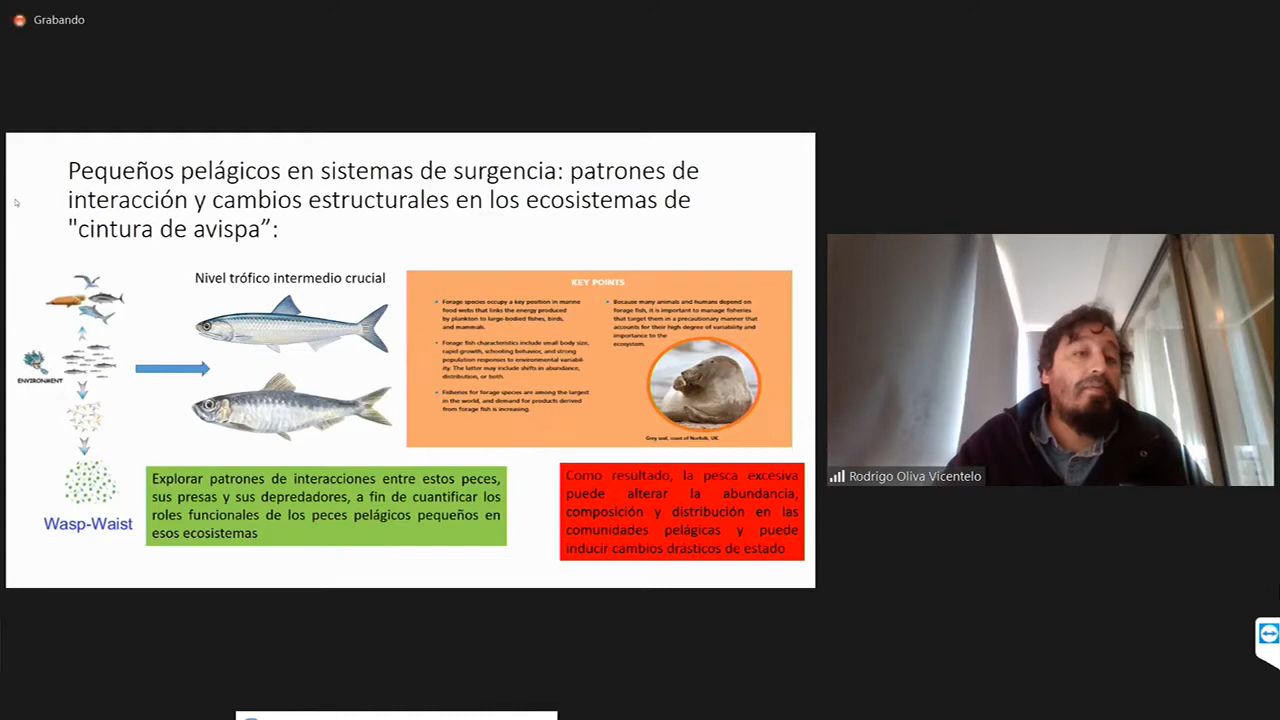 Grabando
Pequeños pelágicos en sistemas de surgencia: patrones de
interacción y cambios estructurales en los ecosistemas de
"cintura de avispa”:
Nivel trófico intermedio crucial
ENVIRONMENT
Wasp-Waist
KEY POINTS
Forage species occupy a key position in marine
food webs that links the energy produced
by plankton to large-bodied fishes, birds,
and mammals.
Forage fish characteristics include small body size,
rapid growth, schooling behavior, and strong
population responses to environmental variabil-
ity. The latter may include shifts in abundance,
distribution, or both.
Fisheries for forage species are among the largest
in the world, and demand for products derived
from forage fish is increasing.
Because many animals and humans depend on
forage fish, it is important to manage fisheries
that target them in a precautionary manner that
accounts for their high degree of variability and
importance to the
ecosystem.
Grey seal, coast of Norfolk, UK.
Explorar patrones de interacciones entre estos peces,
sus presas y sus depredadores, a fin de cuantificar los
roles funcionales de los peces pelágicos pequeños en
esos ecosistemas
Como resultado, la pesca excesiva
puede alterar la abundancia,
composición y distribución en las
comunidades pelágicas y puede
inducir cambios drásticos de estado
Rodrigo Oliva Vicentelo